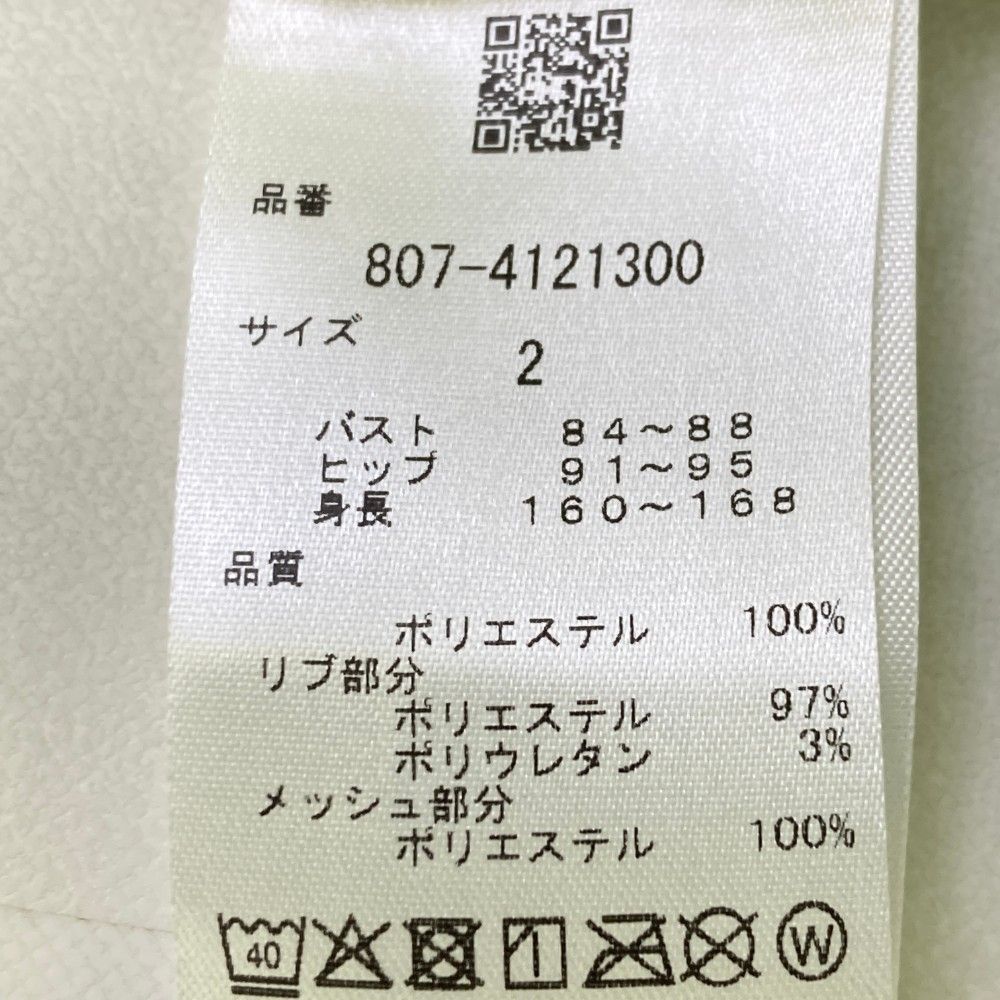 品番
807-4121300
サイズ
2
バスト 84～88
ヒップ 91～95
身長 160～168
品質
ポリエステル 100%
リブ部分
ポリエステル 97%
ポリウレタン 3%
メッシュ部分
ポリエステル 100%
40 W